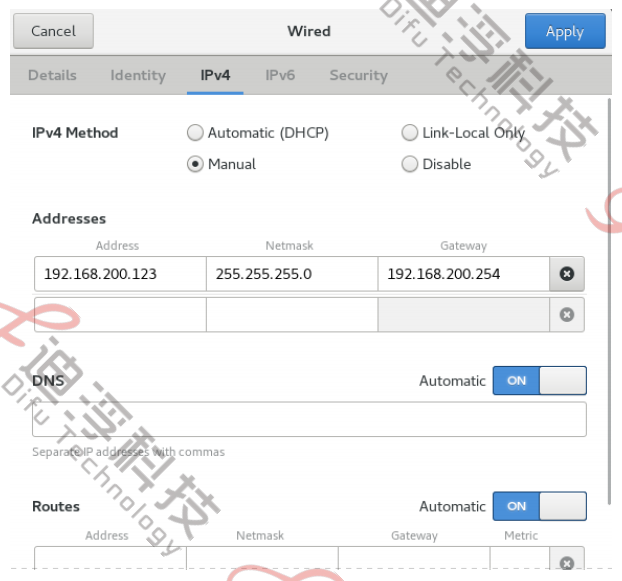 Cancel Wired Apply
Details Identity IPv4 IPv6 Security
IPv4 Method Automatic (DHCP) Link-Local Only
Manual Disable
Addresses
Address Netmask Gateway
192.168.200.123 255.255.255.0 192.168.200.254
DNS Automatic ON
Separate IP addresses with commas
Routes Automatic ON
Address Netmask Gateway Metric
迪浮科技
Difu Technology
迪浮科技
Difu Technology